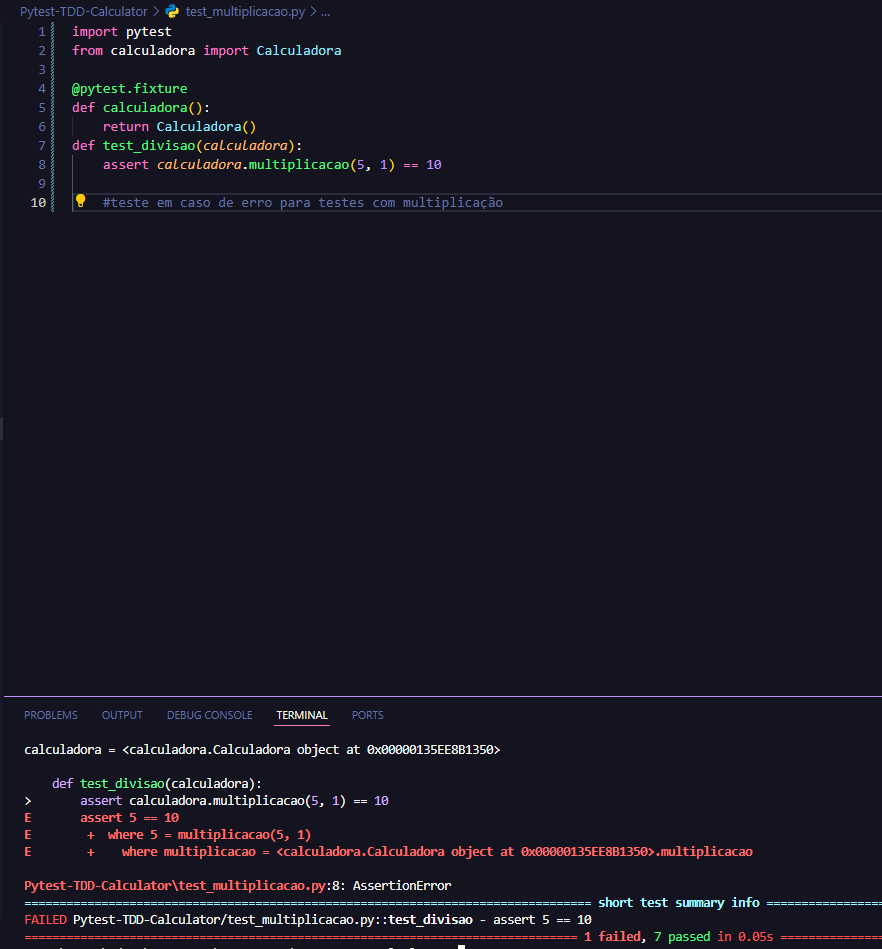 Pytest-TDD-Calculator > test_multiplicacao.py > ...
1 import pytest
2 from calculadora import Calculadora
3
4 @pytest.fixture
5 def calculadora():
6     return Calculadora()
7 def test_divisao(calculadora):
8     assert calculadora.multiplicacao(5, 1) == 10
9
10     #teste em caso de erro para testes com multiplicação
PROBLEMS OUTPUT DEBUG CONSOLE TERMINAL PORTS
calculadora = <calculadora.Calculadora object at 0x00000135EE8B1350>
    def test_divisao(calculadora):
>       assert calculadora.multiplicacao(5, 1) == 10
E       assert 5 == 10
E        +  where 5 = multiplicacao(5, 1)
E        +    where multiplicacao = <calculadora.Calculadora object at 0x00000135EE8B1350>.multiplicacao
Pytest-TDD-Calculator\test_multiplicacao.py:8: AssertionError
================================================================================= short test summary info =================
FAILED Pytest-TDD-Calculator/test_multiplicacao.py::test_divisao - assert 5 == 10
=============================================================================== 1 failed, 7 passed in 0.05s ===============